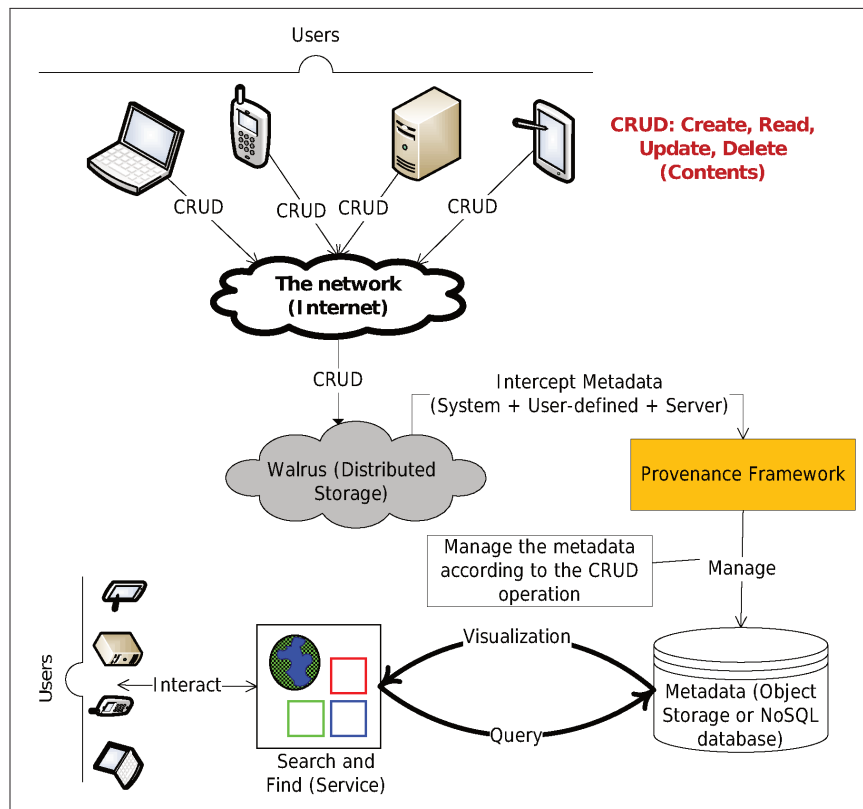 Users
CRUD: Create, Read,
Update, Delete
(Contents)
CRUD
CRUD
CRUD
CRUD
The network
(Internet)
CRUD
Intercept Metadata
(System + User-defined + Server)
Walrus (Distributed
Storage)
Provenance Framework
Manage the metadata
according to the CRUD
operation
Manage
Visualization
Users
Interact
Metadata (Object
Storage or NoSQL
database)
Query
Search and
Find (Service)